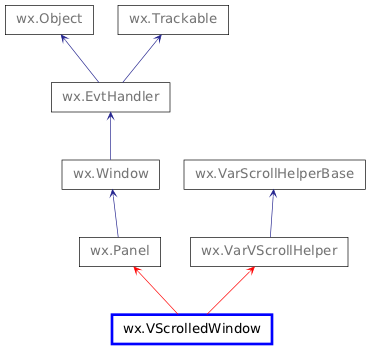 wx.Object
wx.Trackable
wx.EvtHandler
wx.Window
wx.VarScrollHelperBase
wx.Panel
wx.VarVScrollHelper
wx.VScrolledWindow